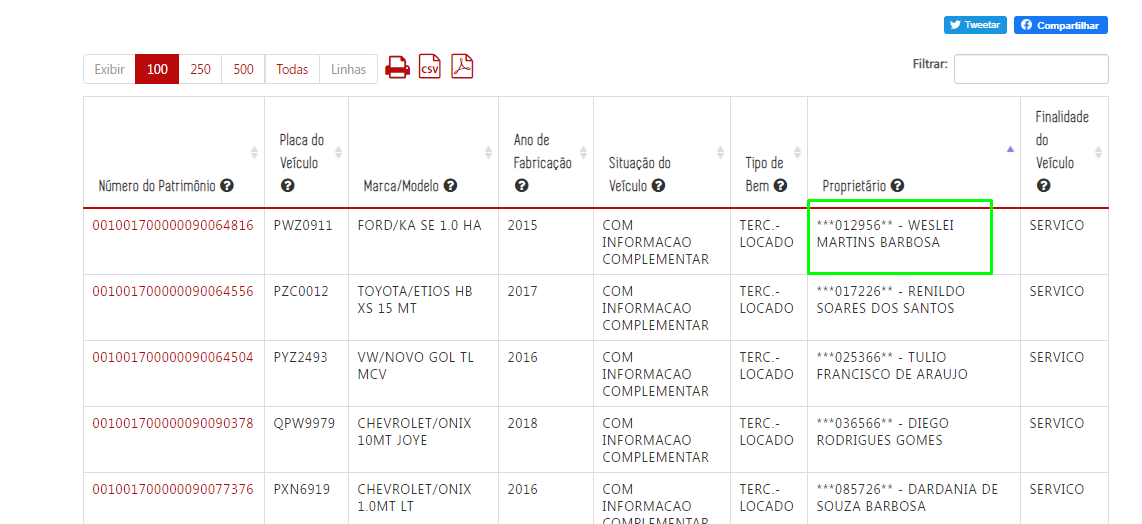 Tweetar Compartilhar
Exibir 100 250 500 Todas Linhas CSV Filtrar:
Número do Patrimônio ?
Placa do
Veículo
?
Marca/Modelo ?
Ano de
Fabricação
?
Situação do
Veículo ?
Tipo de
Bem ?
Proprietário ?
Finalidade
do
Veículo
?
001001700000090064816 PWZ0911 FORD/KA SE 1.0 HA 2015 COM TERC.- ***012956** - WESLEI SERVICO
INFORMACAO LOCADO MARTINS BARBOSA
COMPLEMENTAR
001001700000090064556 PZC0012 TOYOTA/ETIOS HB 2017 COM TERC.- ***017226** - RENILDO SERVICO
XS 15 MT INFORMACAO LOCADO SOARES DOS SANTOS
COMPLEMENTAR
001001700000090064504 PYZ2493 VW/NOVO GOL TL 2016 COM TERC.- ***025366** - TULIO SERVICO
MCV INFORMACAO LOCADO FRANCISCO DE ARAUJO
COMPLEMENTAR
001001700000090090378 QPW9979 CHEVROLET/ONIX 2018 COM TERC.- ***036566** - DIEGO SERVICO
10MT JOYE INFORMACAO LOCADO RODRIGUES GOMES
COMPLEMENTAR
001001700000090077376 PXN6919 CHEVROLET/ONIX 2016 COM TERC.- ***085726** - DARDANIA DE SERVICO
1.0MT LT INFORMACAO LOCADO SOUZA BARBOSA
COMPLEMENTAR